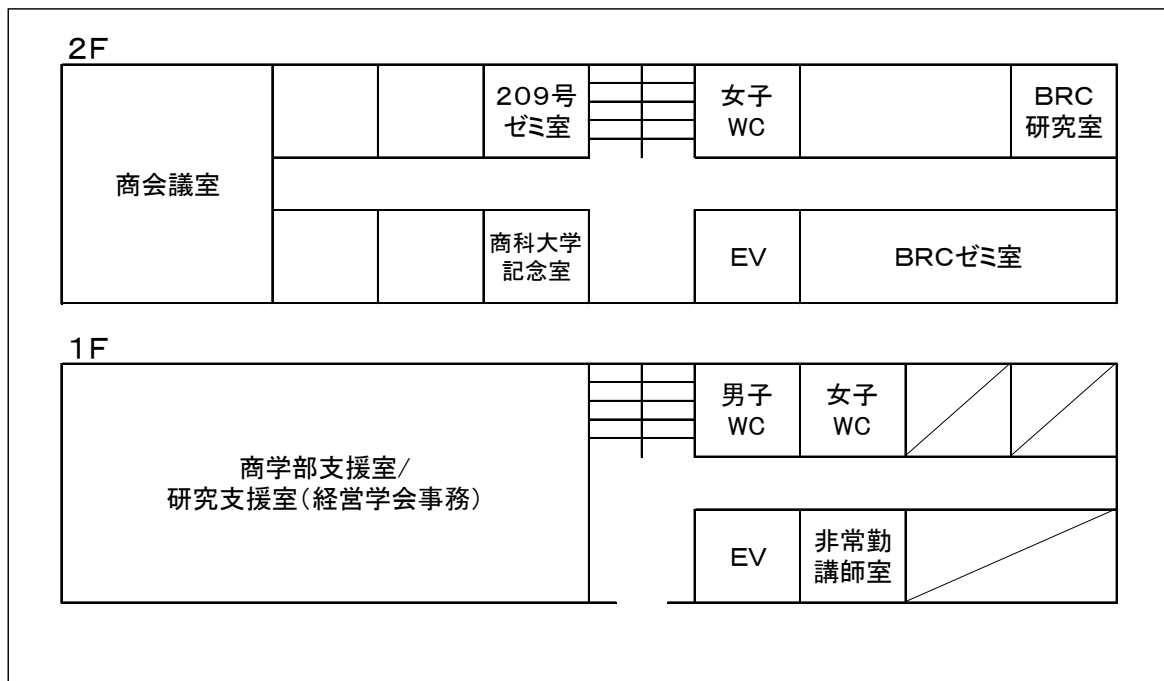 2F
209号
ゼミ室
女子
WC
BRC
研究室
商会議室
商科大学
記念室
EV
BRCゼミ室
1F
男子
WC
女子
WC
商学部支援室/
研究支援室(経営学会事務)
EV
非常勤
講師室